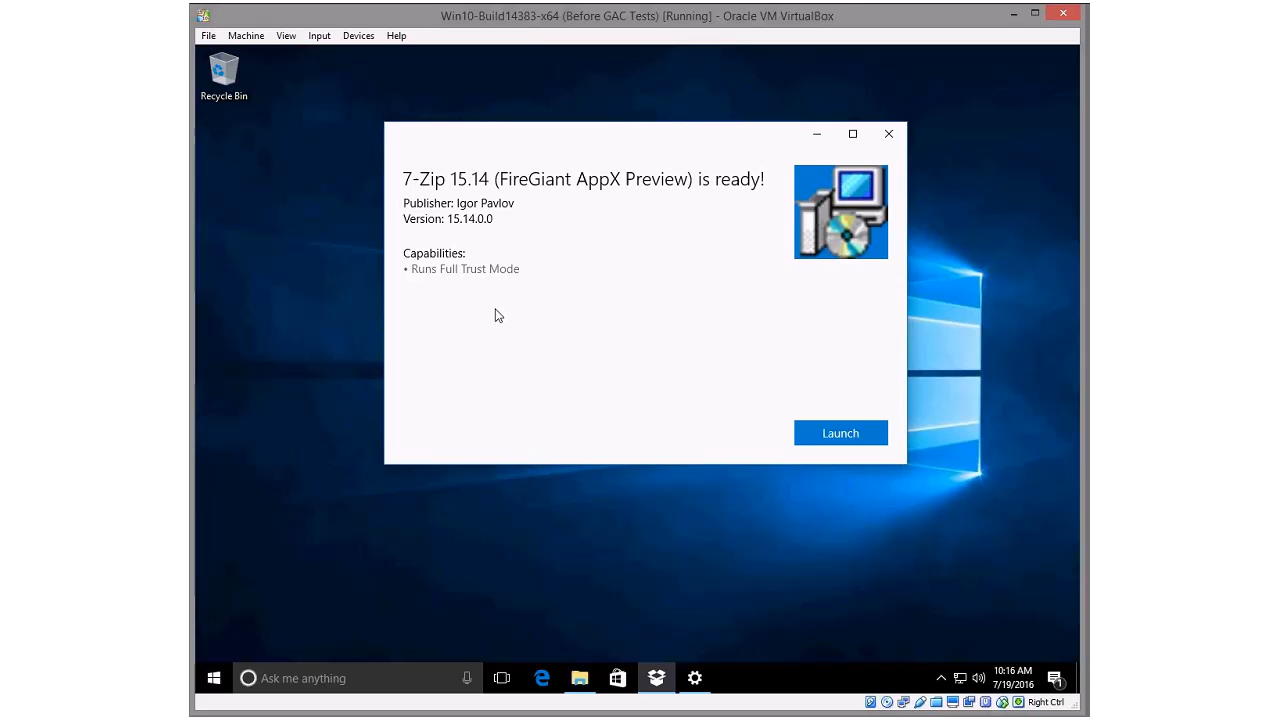 Win10-Build14383-x64 (Before GAC Tests) [Running] - Oracle VM VirtualBox
File Machine View Input Devices Help
Recycle Bin
7-Zip 15.14 (FireGiant AppX Preview) is ready!
Publisher: Igor Pavlov
Version: 15.14.0.0
Capabilities:
• Runs Full Trust Mode
Launch
Ask me anything
10:16 AM
7/19/2016
1
Right Ctrl